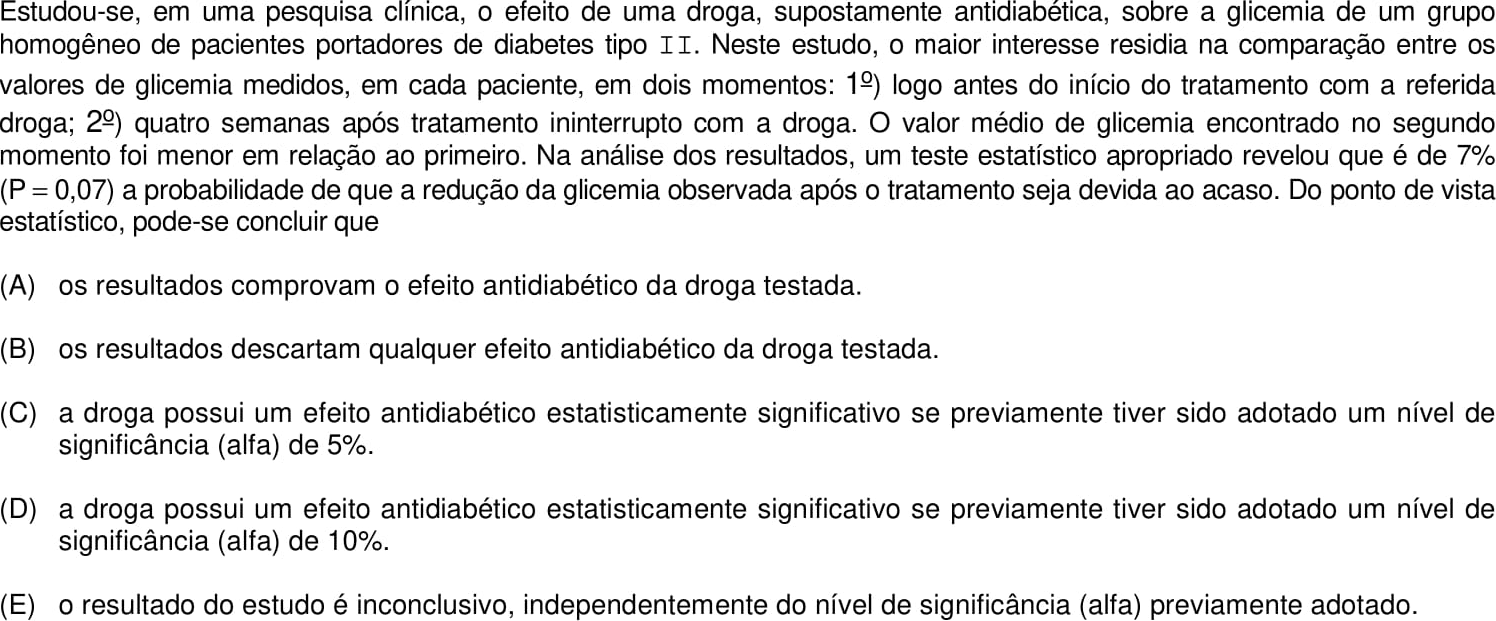 Estudou-se, em uma pesquisa clínica, o efeito de uma droga, supostamente antidiabética, sobre a glicemia de um grupo
homogêneo de pacientes portadores de diabetes tipo II. Neste estudo, o maior interesse residia na comparação entre os
valores de glicemia medidos, em cada paciente, em dois momentos: 1º) logo antes do início do tratamento com a referida
droga; 2º) quatro semanas após tratamento ininterrupto com a droga. O valor médio de glicemia encontrado no segundo
momento foi menor em relação ao primeiro. Na análise dos resultados, um teste estatístico apropriado revelou que é de 7%
(P = 0,07) a probabilidade de que a redução da glicemia observada após o tratamento seja devida ao acaso. Do ponto de vista
estatístico, pode-se concluir que
(A) os resultados comprovam o efeito antidiabético da droga testada.
(B) os resultados descartam qualquer efeito antidiabético da droga testada.
(C) a droga possui um efeito antidiabético estatisticamente significativo se previamente tiver sido adotado um nível de
significância (alfa) de 5%.
(D) a droga possui um efeito antidiabético estatisticamente significativo se previamente tiver sido adotado um nível de
significância (alfa) de 10%.
(E) o resultado do estudo é inconclusivo, independentemente do nível de significância (alfa) previamente adotado.